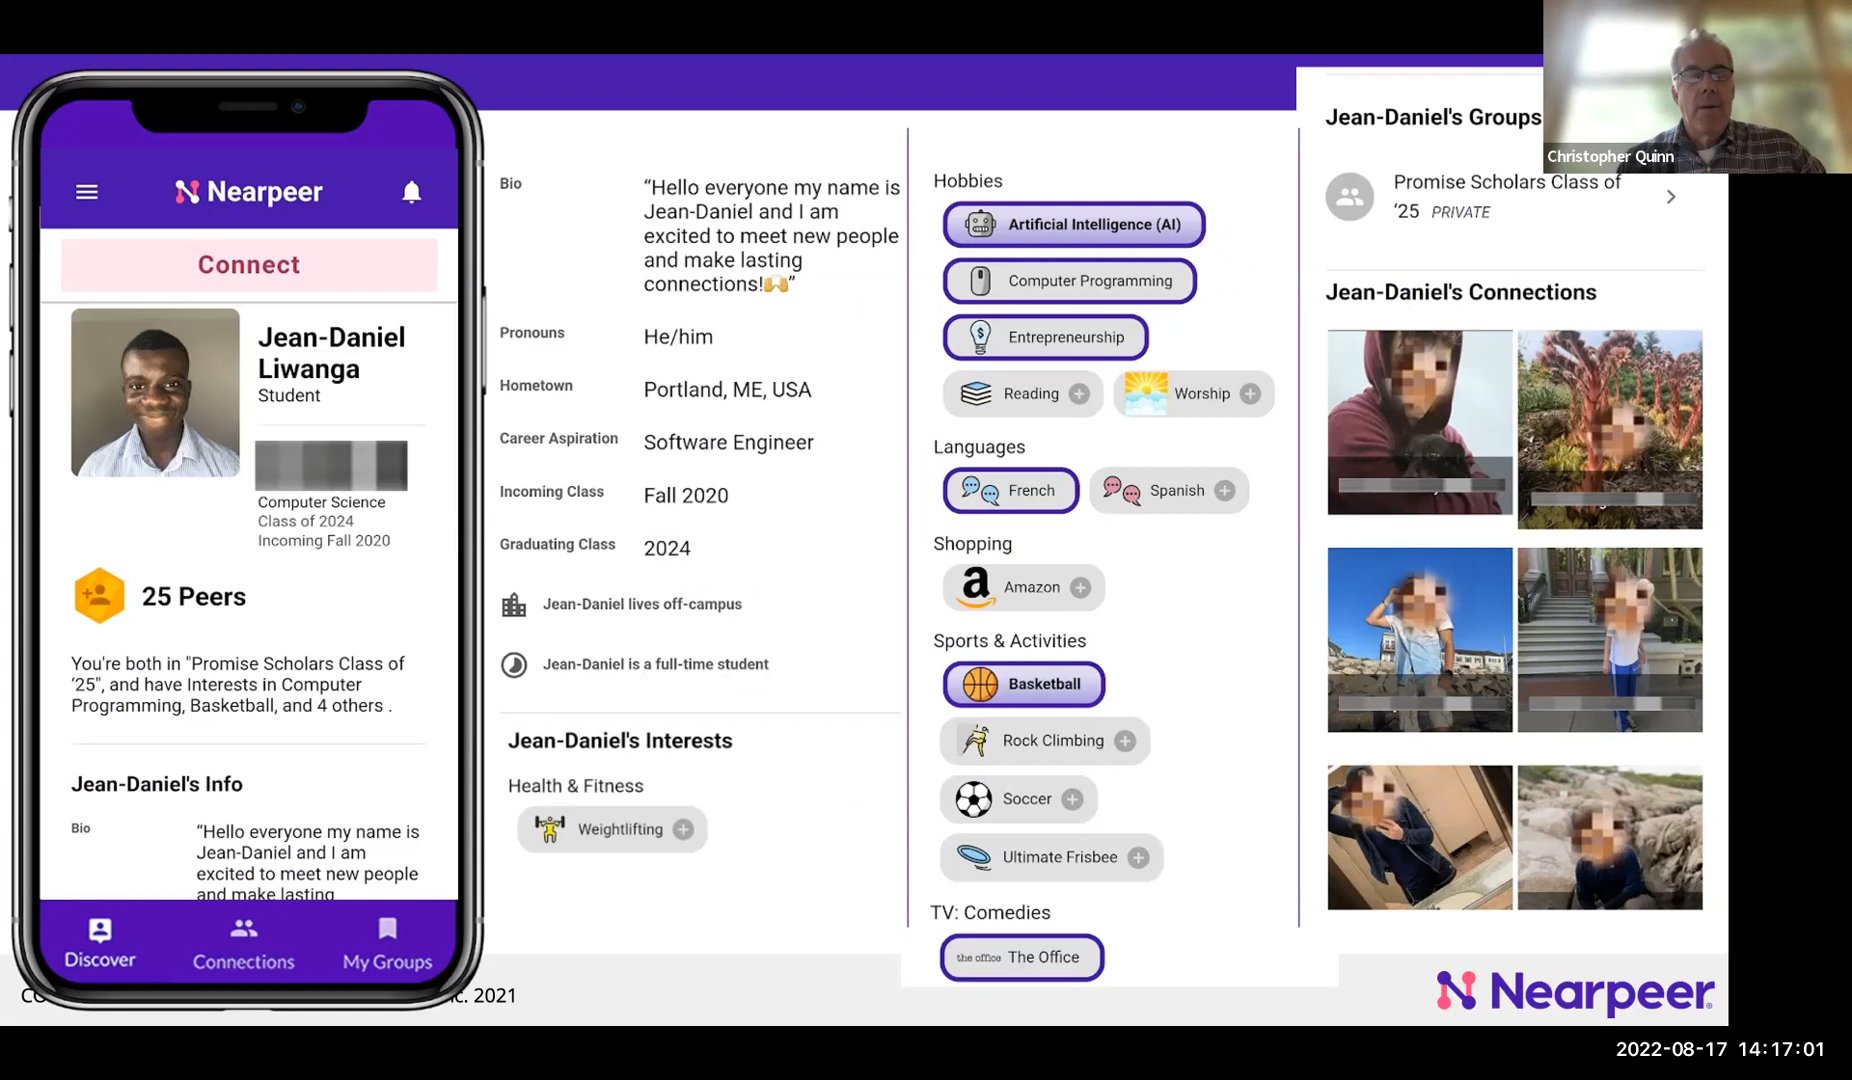 Nearpeer
Connect
Jean-Daniel
Liwanga
Student
Computer Science
Class of 2024
Incoming Fall 2020
25 Peers
You're both in "Promise Scholars Class of
‘25", and have Interests in Computer
Programming, Basketball, and 4 others .
Jean-Daniel's Info
Bio
“Hello everyone my name is
Jean-Daniel and I am
excited to meet new people
and make lasting
Discover
Connections
My Groups
Bio
“Hello everyone my name is
Jean-Daniel and I am
excited to meet new people
and make lasting
connections!🙌”
Pronouns
He/him
Hometown
Portland, ME, USA
Career Aspiration
Software Engineer
Incoming Class
Fall 2020
Graduating Class
2024
Jean-Daniel lives off-campus
Jean-Daniel is a full-time student
Jean-Daniel's Interests
Health & Fitness
Weightlifting
Hobbies
Artificial Intelligence (AI)
Computer Programming
Entrepreneurship
Reading
Worship
Languages
French
Spanish
Shopping
a
Amazon
Sports & Activities
Basketball
Rock Climbing
Soccer
Ultimate Frisbee
TV: Comedies
the office
The Office
Jean-Daniel's Groups
Promise Scholars Class of
‘25 PRIVATE
Jean-Daniel's Connections
Christopher Quinn
2021
Nearpeer
2022-08-17 14:17:01